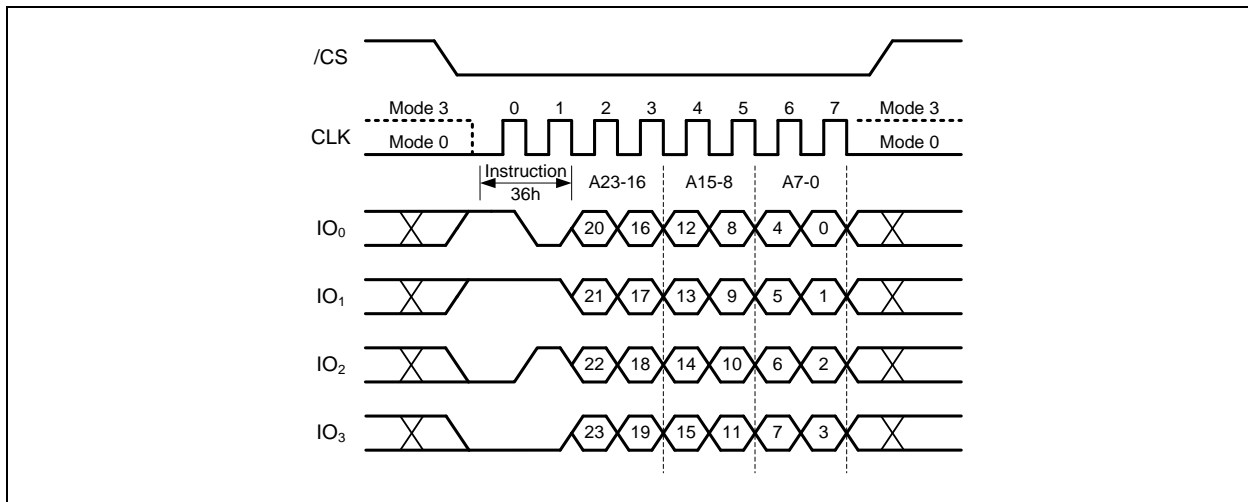 /CS
Mode 3 0 1 2 3 4 5 6 7 Mode 3
CLK
Mode 0 Mode 0
Instruction A23-16 A15-8 A7-0
36h
IO₀ 20 16 12 8 4 0
IO₁ 21 17 13 9 5 1
IO₂ 22 18 14 10 6 2
IO₃ 23 19 15 11 7 3